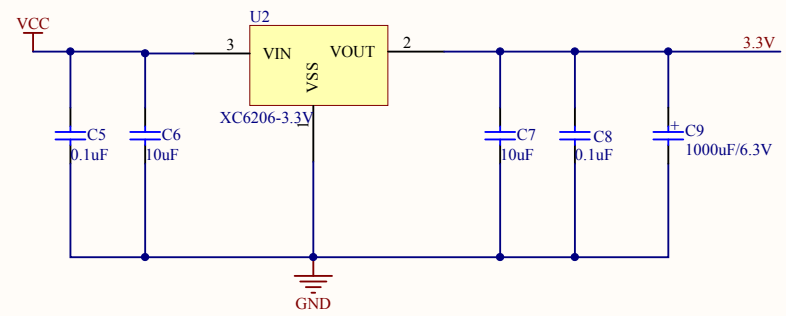 VCC
U2
3
VIN
VOUT
2
3.3V
VSS
XC6206-3.3V
1
C5
0.1uF
C6
10uF
C7
10uF
C8
0.1uF
+
C9
1000uF/6.3V
GND